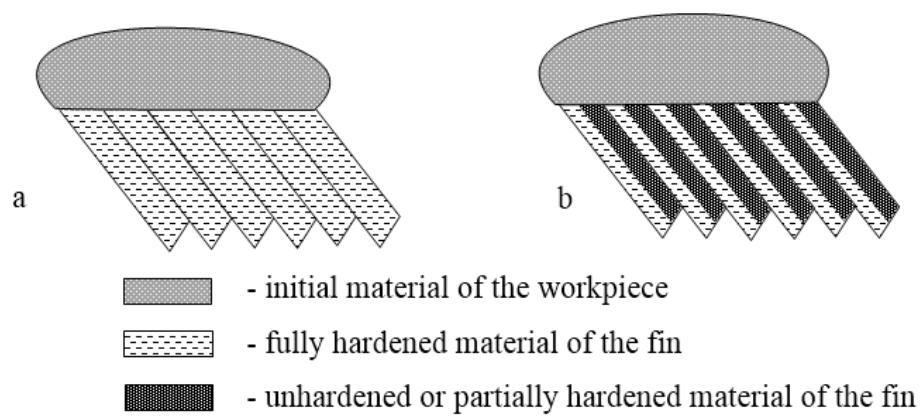 a
b
- initial material of the workpiece
- fully hardened material of the fin
- unhardened or partially hardened material of the fin